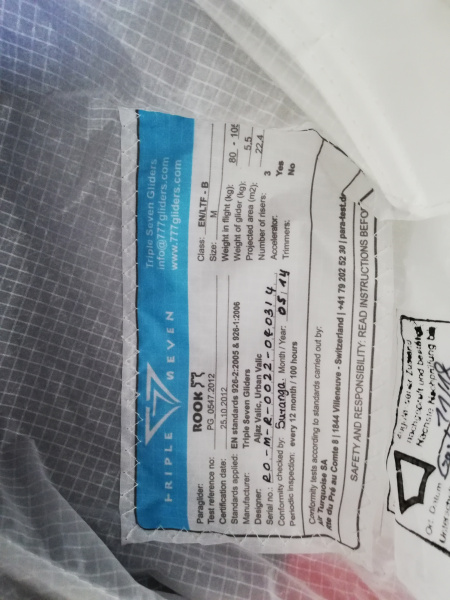 TRIPLE SEVEN
Triple Seven Gliders
info@777gliders.com
www.777gliders.com
Paraglider: ROOK
Test reference no: PG_0547.2012
Certification date: 25.10.2012
Standards applied: EN standards 926-2:2005 & 926-1:2006
Manufacturer: Triple Seven Gliders
Designer: Aljaz Valic, Urban Valic
Serial no.: RO-M-R-0022-040314
Conformity checked by: Suranga. Month / Year: 05/14
Periodic inspection: every 12 month / 100 hours
Class: EN/LTF - B
Size: M
Weight in flight (kg): 80 - 10
Weight of glider (kg): 5.5
Projected area (m2): 22.4
Number of risers: 3
Accelerator: Yes
Trimmers: No
Conformity tests according to standards carried out by:
Air Turquoise SA
Rte du Pré au Comte 8 | 1844 Villeneuve - Switzerland | +41 79 202 52 30 | para-test.
SAFETY AND RESPONSIBILITY: READ INSTRUCTIONS BEFO
Ort, Datum